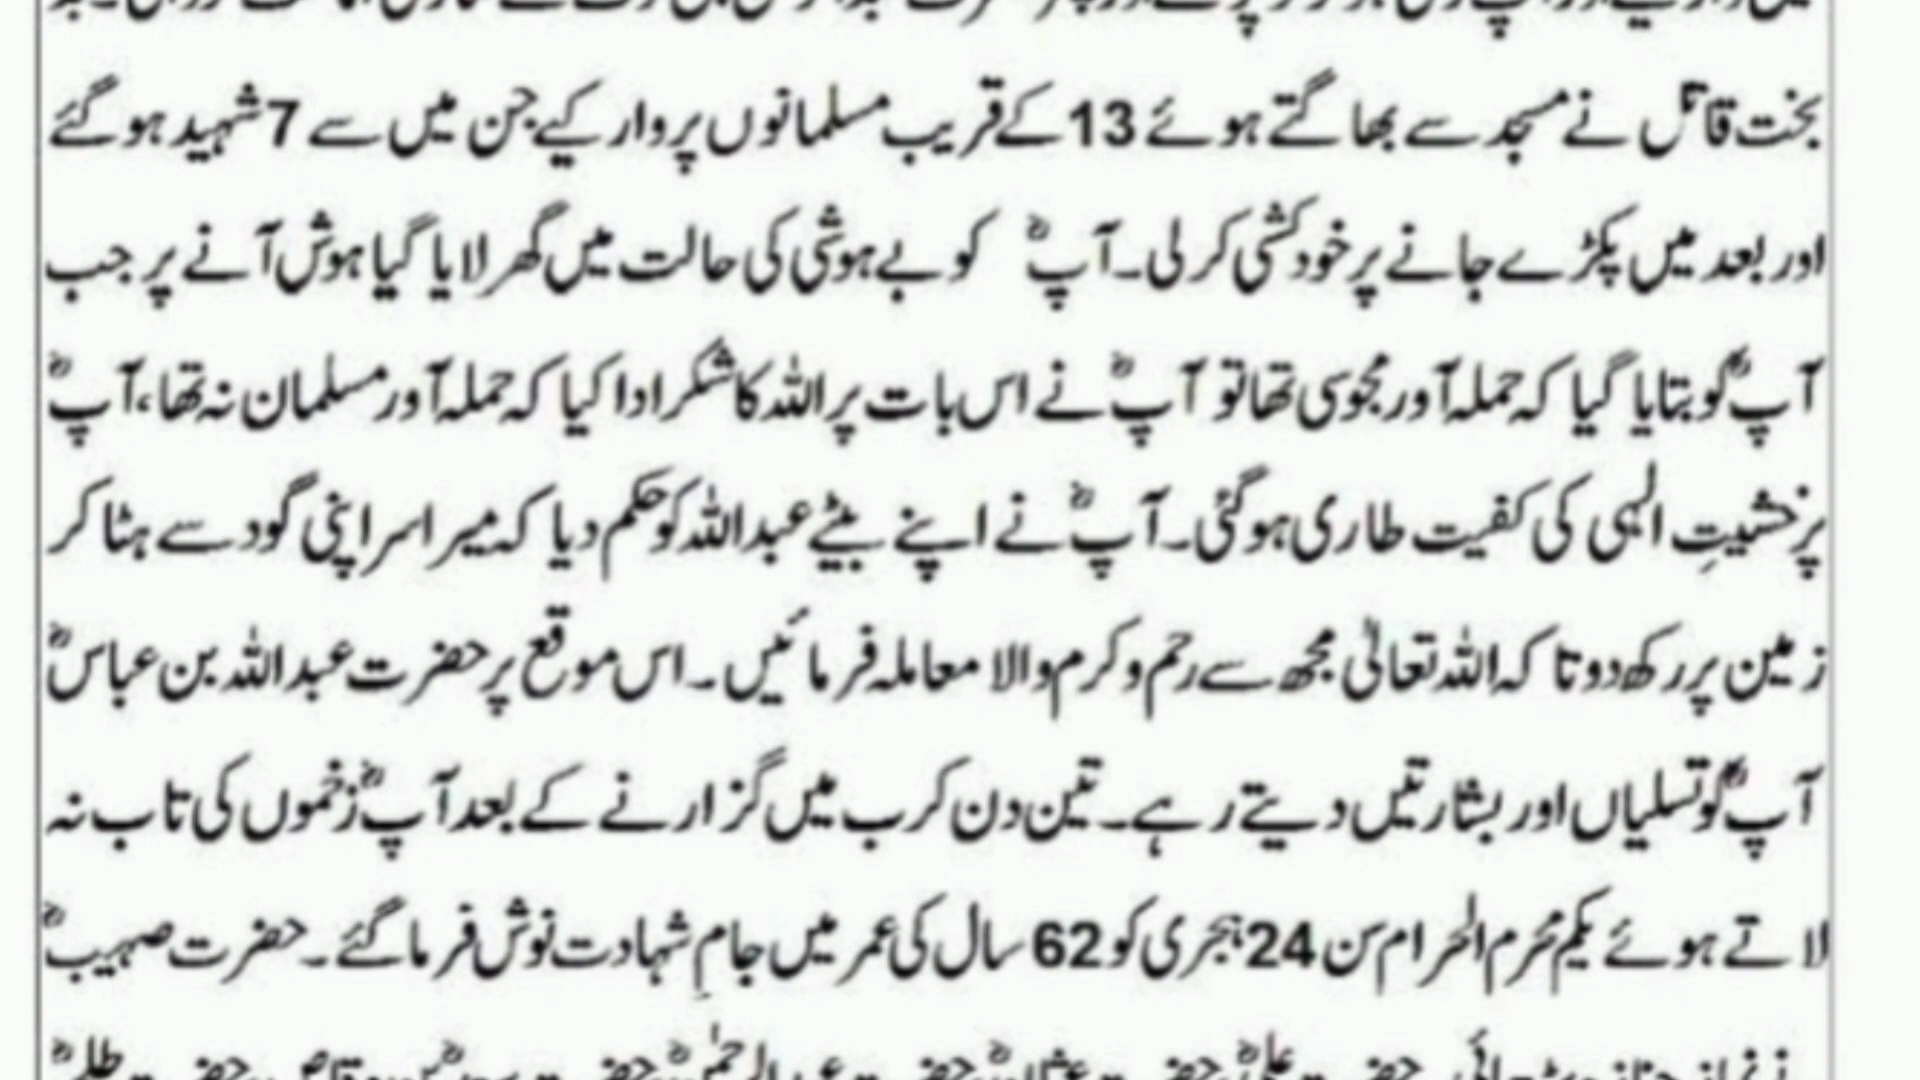 بخت قاتل نے مسجد سے بھاگتے ہوئے 13 کے قریب مسلمانوں پر وار کیے جن میں سے 7 شہید ہو گئے
اور بعد میں پکڑے جانے پر خودکشی کر لی۔ آپؓ کو بے ہوشی کی حالت میں گھر لایا گیا ہوش آنے پر جب
آپؓ کو بتایا گیا کہ حملہ آور مجوسی تھا تو آپؓ نے اس بات پر اللہ کا شکر ادا کیا کہ حملہ آور مسلمان نہ تھا، آپؓ
پر خشیتِ الٰہی کی کفیت طاری ہو گئی۔ آپؓ نے اپنے بیٹے عبداللہ کو حکم دیا کہ میرا سر اپنی گود سے ہٹا کر
زمین پر رکھ دو تا کہ اللہ تعالٰی مجھ سے رحم و کرم والا معاملہ فرمائیں۔ اس موقع پر حضرت عبداللہ بن عباسؓ
آپؓ کو تسلیاں اور بشارتیں دیتے رہے۔ تین دن کرب میں گزارنے کے بعد آپؓ زخموں کی تاب نہ
لاتے ہوئے یکم محرم الحرام سن 24 ہجری کو 62 سال کی عمر میں جامِ شہادت نوش فرما گئے۔ حضرت صہیبؓ